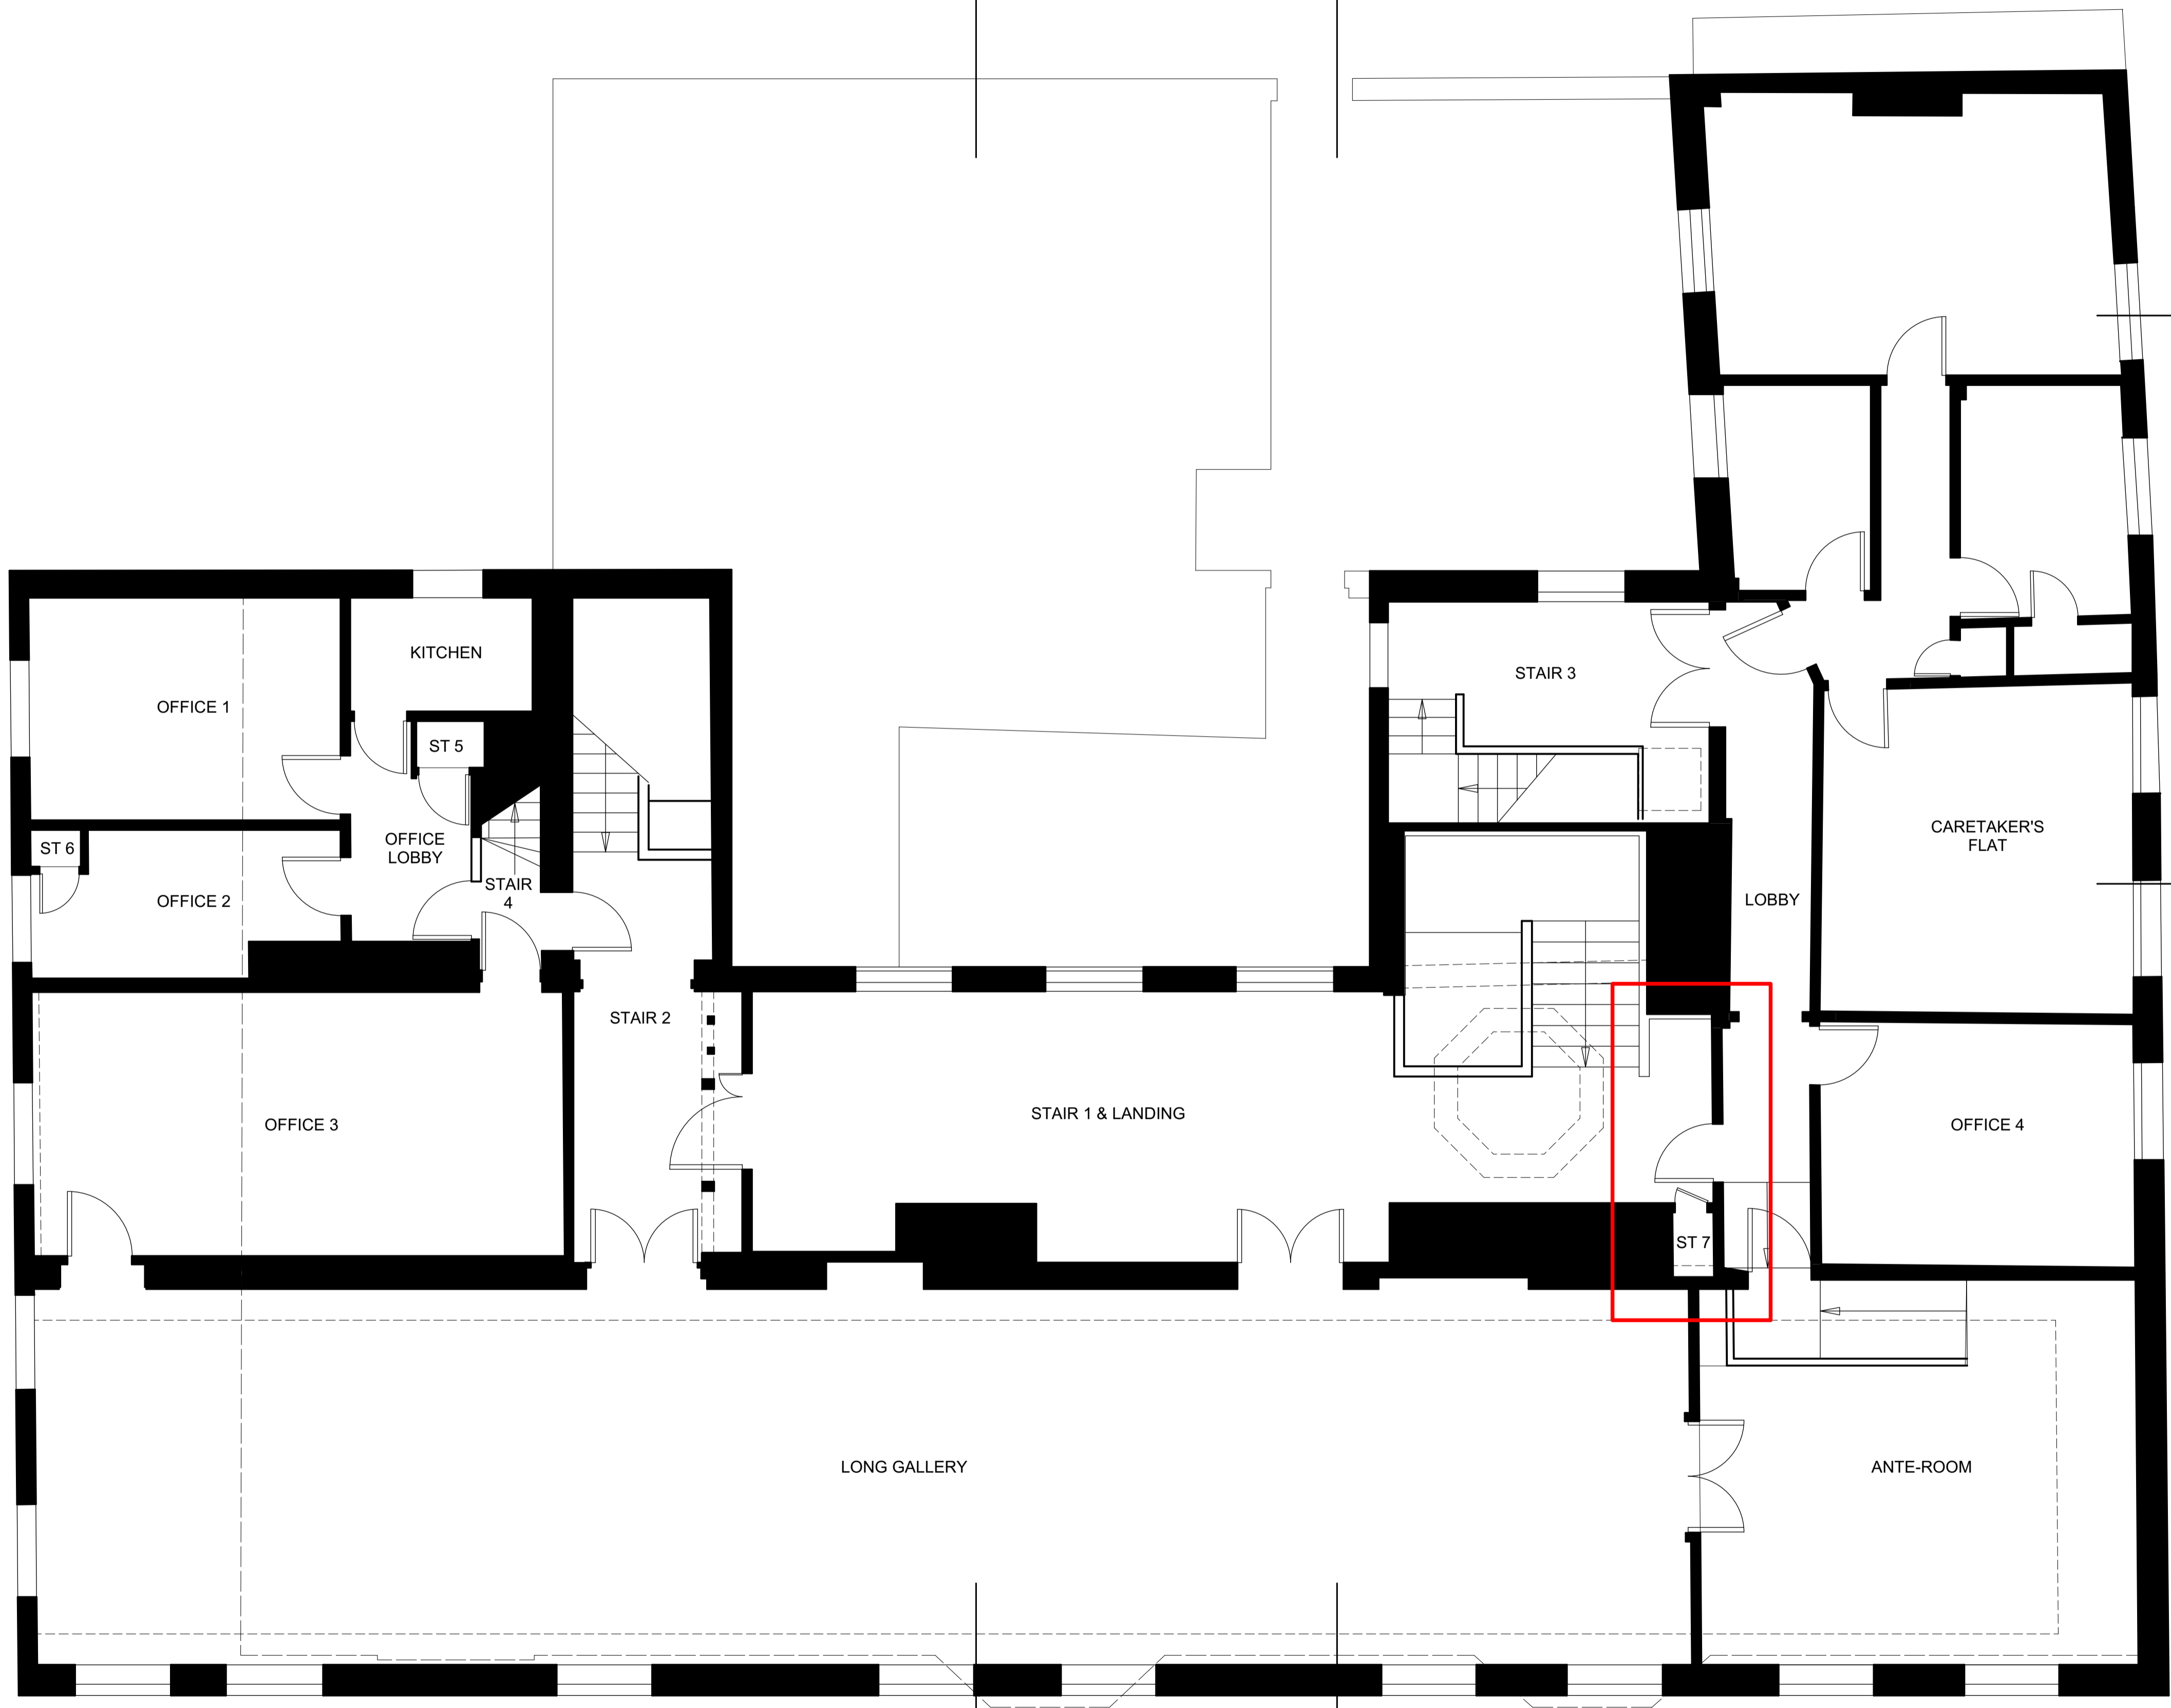 KITCHEN
STAIR 3
OFFICE 1
ST 5
OFFICE
LOBBY
CARETAKER'S
FLAT
ST 6
STAIR
4
OFFICE 2
LOBBY
STAIR 2
STAIR 1 & LANDING
OFFICE 3
OFFICE 4
ST 7
LONG GALLERY
ANTE-ROOM